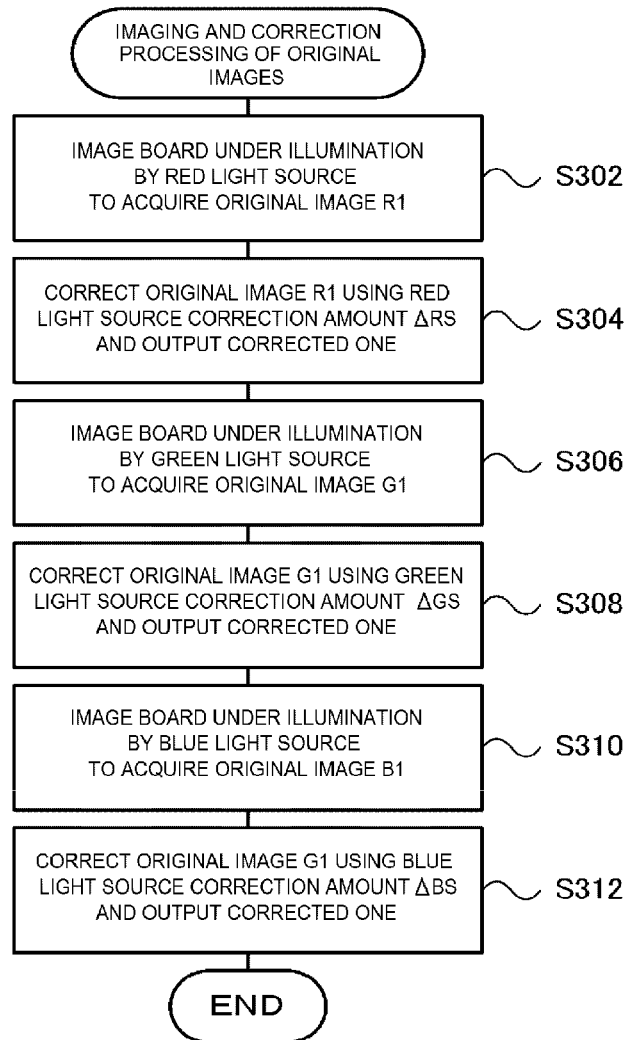 IMAGING AND CORRECTION
PROCESSING OF ORIGINAL
IMAGES
IMAGE BOARD UNDER ILLUMINATION
BY RED LIGHT SOURCE
TO ACQUIRE ORIGINAL IMAGE R1
S302
CORRECT ORIGINAL IMAGE R1 USING RED
LIGHT SOURCE CORRECTION AMOUNT ΔRS
AND OUTPUT CORRECTED ONE
S304
IMAGE BOARD UNDER ILLUMINATION
BY GREEN LIGHT SOURCE
TO ACQUIRE ORIGINAL IMAGE G1
S306
CORRECT ORIGINAL IMAGE G1 USING GREEN
LIGHT SOURCE CORRECTION AMOUNT ΔGS
AND OUTPUT CORRECTED ONE
S308
IMAGE BOARD UNDER ILLUMINATION
BY BLUE LIGHT SOURCE
TO ACQUIRE ORIGINAL IMAGE B1
S310
CORRECT ORIGINAL IMAGE G1 USING BLUE
LIGHT SOURCE CORRECTION AMOUNT ΔBS
AND OUTPUT CORRECTED ONE
S312
END